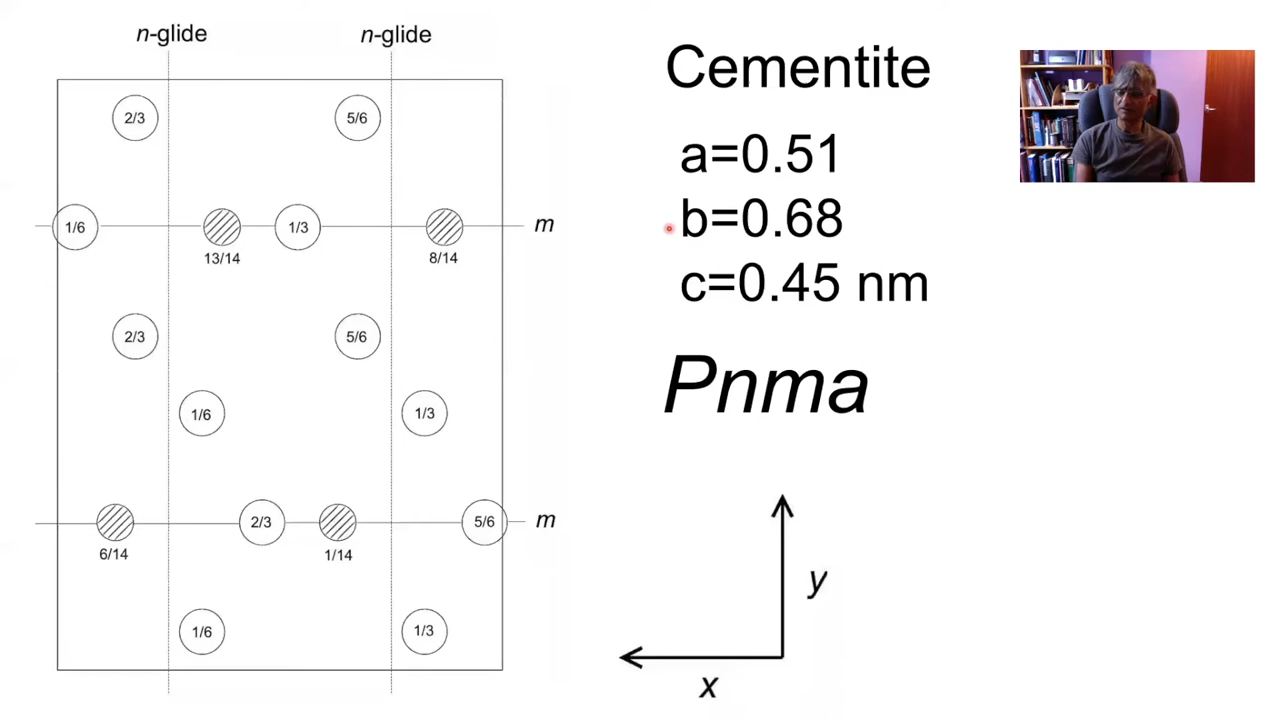 n-glide n-glide
2/3 5/6
1/6 1/3 m
13/14 8/14
2/3 5/6
1/6 1/3
2/3 5/6 m
6/14 1/14
1/6 1/3
Cementite
a=0.51
b=0.68
c=0.45 nm
Pnma
y
x